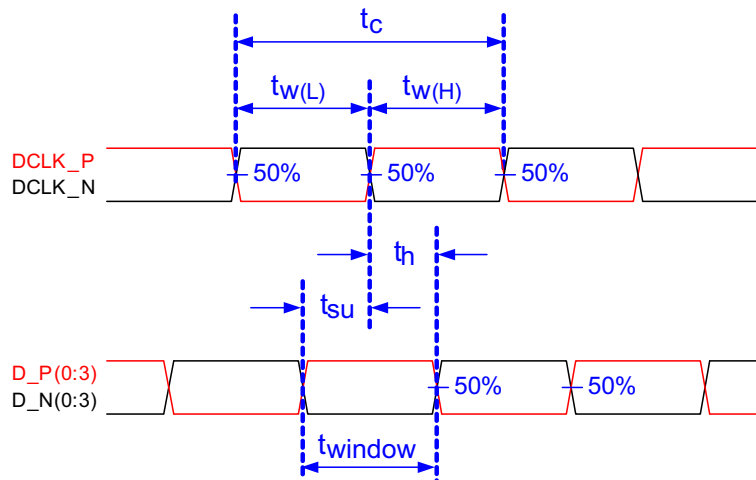 tc
tw(L) tw(H)
DCLK_P
DCLK_N
50% 50% 50%
th
tsu
D_P(0:3)
D_N(0:3)
50% 50%
twindow